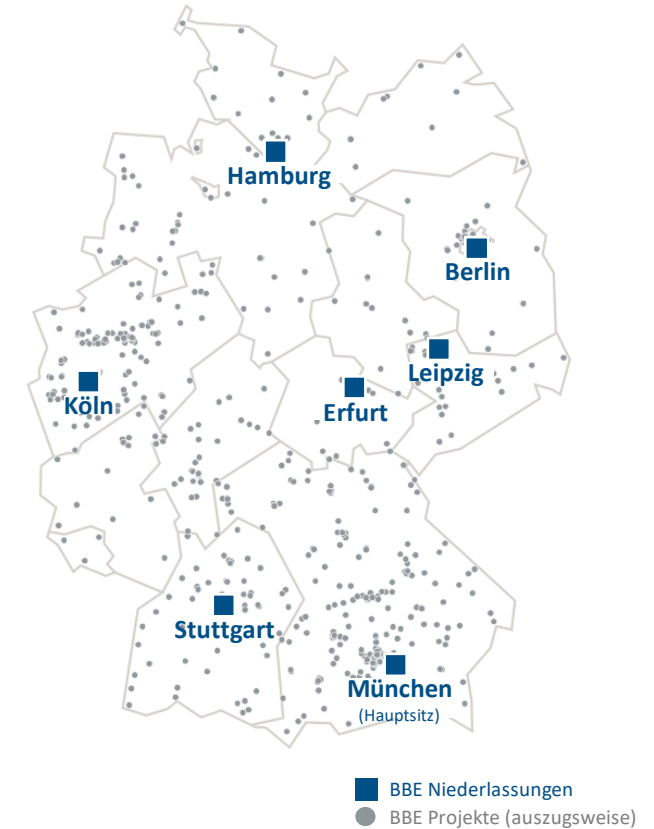 Hamburg
Berlin
Leipzig
Köln
Erfurt
Stuttgart
München
(Hauptsitz)
BBE Niederlassungen
BBE Projekte (auszugsweise)